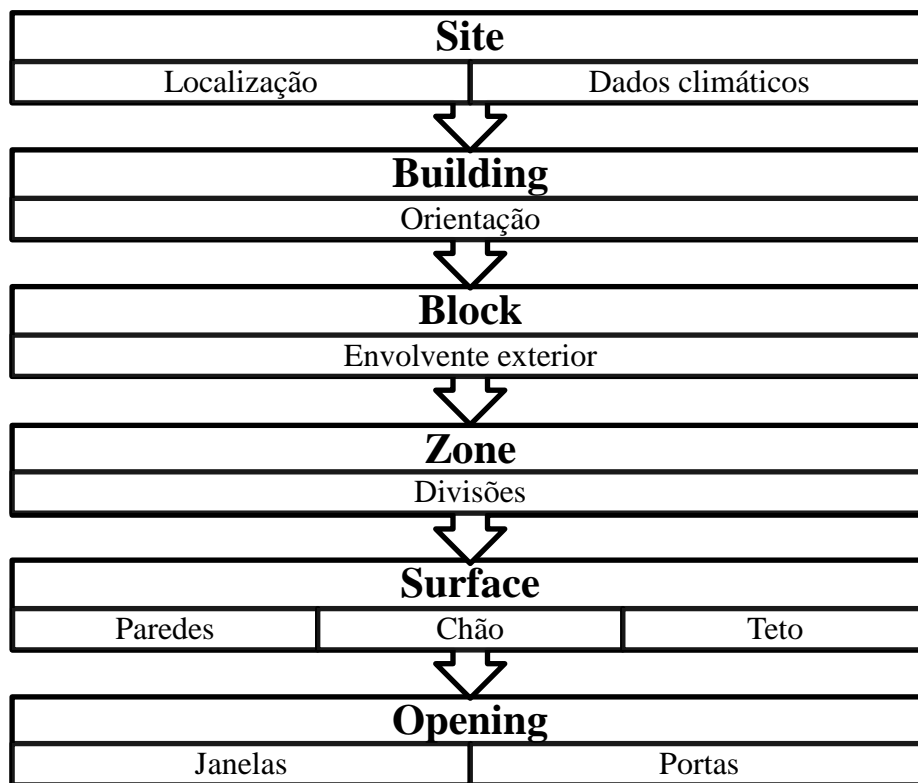 Site
Localização Dados climáticos
Building
Orientação
Block
Envolvente exterior
Zone
Divisões
Surface
Paredes Chão Teto
Opening
Janelas Portas